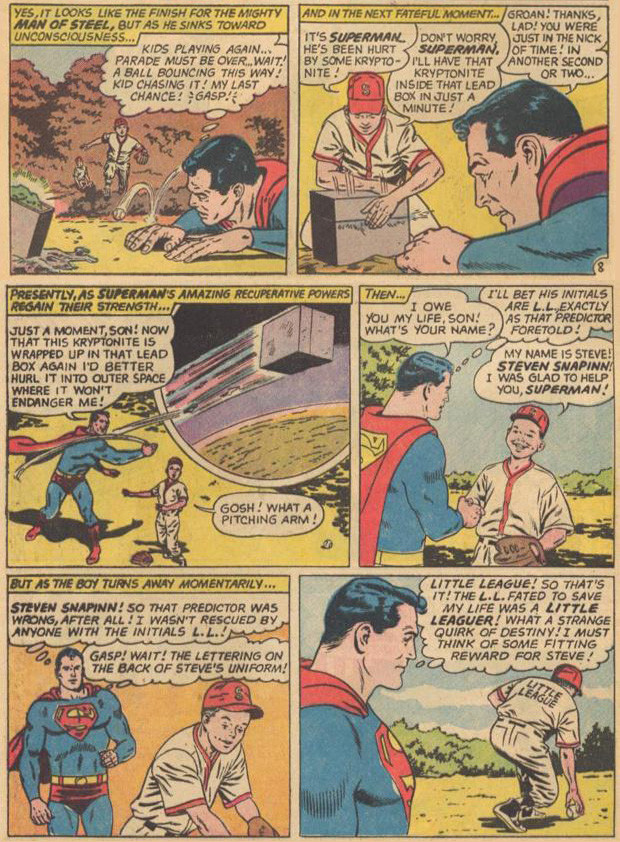 YES, IT LOOKS LIKE THE FINISH FOR THE MIGHTY
MAN OF STEEL, BUT AS HE SINKS TOWARD
UNCONSCIOUSNESS...
KIDS PLAYING AGAIN...
PARADE MUST BE OVER...WAIT!
A BALL BOUNCING THIS WAY!
KID CHASING IT! MY LAST
CHANCE! GASP!
AND IN THE NEXT FATEFUL MOMENT...
IT'S SUPERMAN.
HE'S BEEN HURT
BY SOME KRYPTO-
NITE!
DON'T WORRY,
SUPERMAN,
I'LL HAVE THAT
KRYPTONITE
INSIDE THAT LEAD
BOX IN JUST A
MINUTE!
GROAN! THANKS,
LAD! YOU WERE
JUST IN THE NICK
OF TIME! IN
ANOTHER SECOND
OR TWO...
S
8
PRESENTLY, AS SUPERMAN'S AMAZING RECUPERATIVE POWERS
REGAIN THEIR STRENGTH...
JUST A MOMENT, SON! NOW
THAT THIS KRYPTONITE IS
WRAPPED UP IN THAT LEAD
BOX AGAIN I'D BETTER
HURL IT INTO OUTER SPACE
WHERE IT WON'T
ENDANGER ME!
GOSH! WHAT A
PITCHING ARM!
THEN...
I OWE
YOU MY LIFE, SON!
WHAT'S YOUR NAME?
I'LL BET HIS INITIALS
ARE L.L. EXACTLY
AS THAT PREDICTOR
FORETOLD!
MY NAME IS STEVE!
STEVEN SNAPINN!
I WAS GLAD TO HELP
YOU, SUPERMAN!
S
BUT AS THE BOY TURNS AWAY MOMENTARILY...
STEVEN SNAPINN! SO THAT PREDICTOR WAS
WRONG, AFTER ALL! I WASN'T RESCUED BY
ANYONE WITH THE INITIALS L.L.!
GASP! WAIT! THE LETTERING ON
THE BACK OF STEVE'S UNIFORM!
S
S
LITTLE LEAGUE! SO THAT'S
IT! THE L.L. FATED TO SAVE
MY LIFE WAS A LITTLE
LEAGUER! WHAT A STRANGE
QUIRK OF DESTINY! I MUST
THINK OF SOME FITTING
REWARD FOR STEVE!
LITTLE
LEAGUE